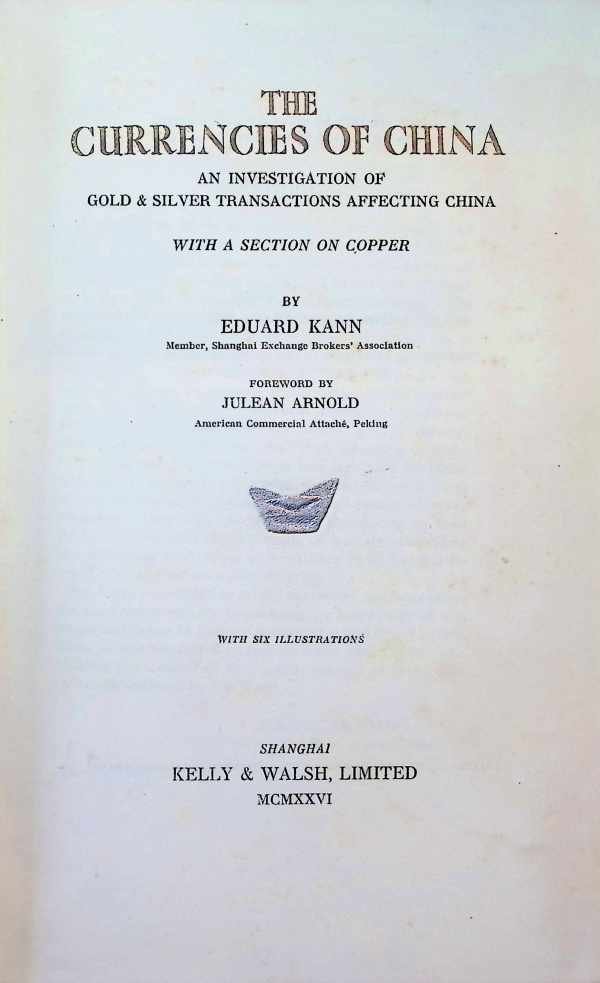 THE
CURRENCIES OF CHINA
AN INVESTIGATION OF
GOLD & SILVER TRANSACTIONS AFFECTING CHINA
WITH A SECTION ON COPPER
BY
EDUARD KANN
Member, Shanghai Exchange Brokers' Association
FOREWORD BY
JULEAN ARNOLD
American Commercial Attaché, Peking
WITH SIX ILLUSTRATIONS
SHANGHAI
KELLY & WALSH, LIMITED
MCMXXVI